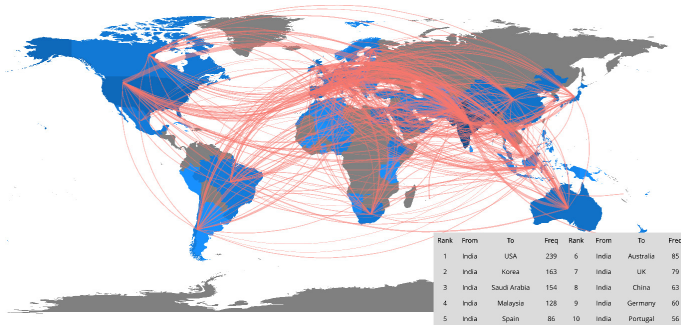 Rank From To Freq Rank From To Freq
1 India USA 239 6 India Australia 85
2 India Korea 163 7 India UK 79
3 India Saudi Arabia 154 8 India China 63
4 India Malaysia 128 9 India Germany 60
5 India Spain 86 10 India Portugal 56